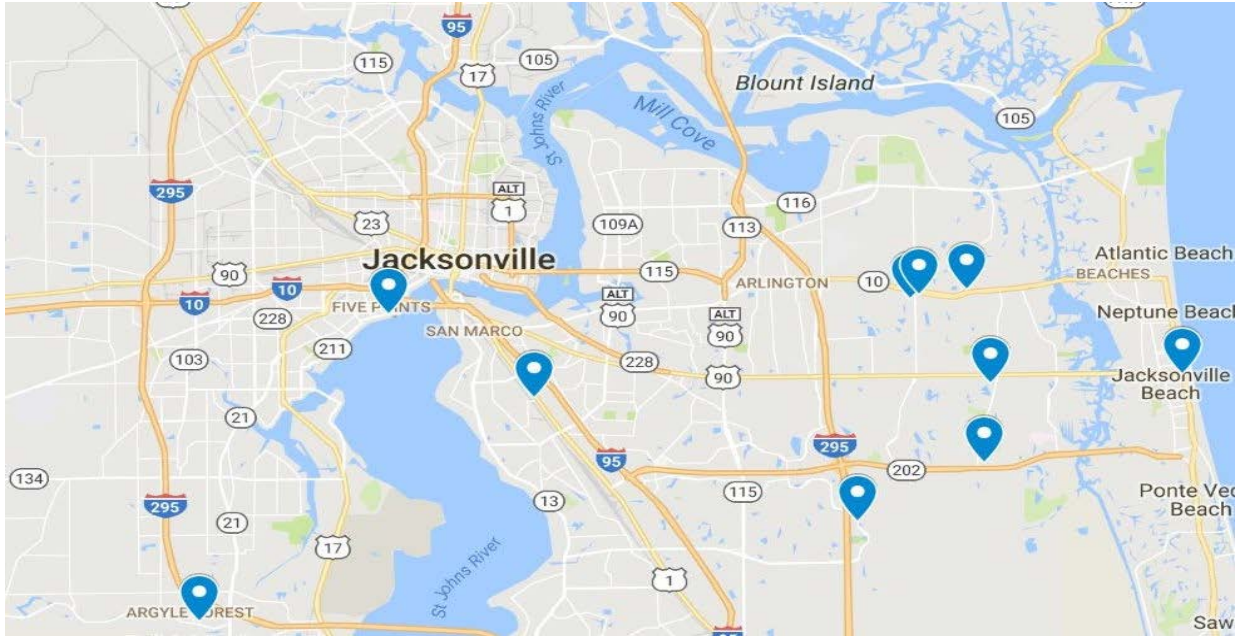 95
115
17
105
Blount Island
Mill Cove
St Johns River
105
295
ALT
1
23
109A
116
113
Jacksonville
90
115
ARLINGTON
10
BEACHES
Atlantic Beach
10
10
FIVE
228
ALT
90
SAN MARCO
211
ALT
90
Neptune Beach
103
228
90
Jacksonville
Beach
21
95
295
202
134
295
21
13
115
Ponte Ved
Beach
17
St Johns River
1
ARGYLE
Saw